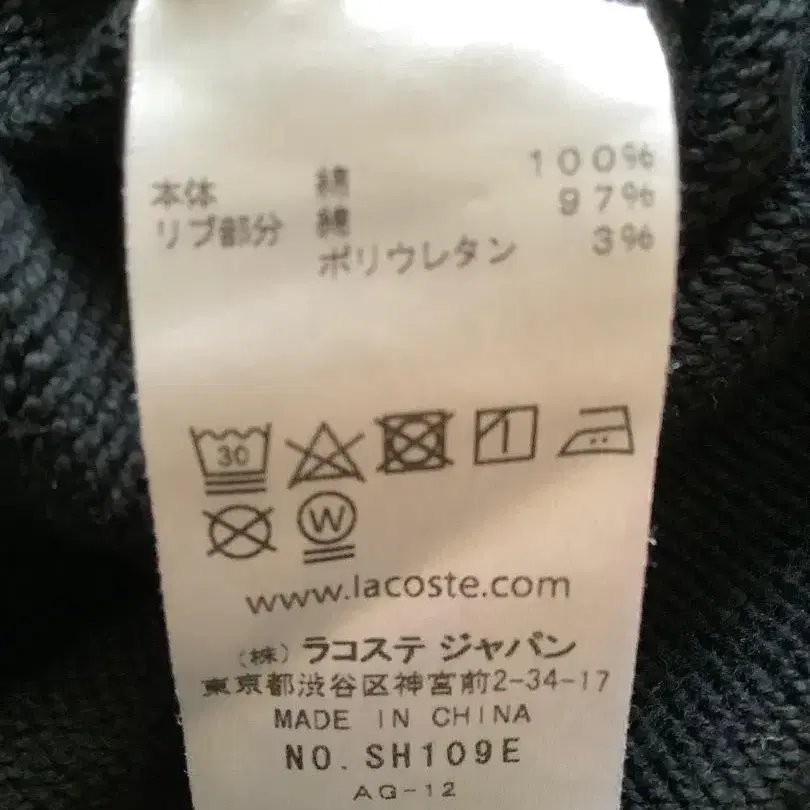 本体 綿 100%
リブ部分 綿 97%
ポリウレタン 3%
30
W
www.lacoste.com
(株) ラコステ ジャパン
東京都渋谷区神宮前2-34-17
MADE IN CHINA
NO. SH109E
AG-12